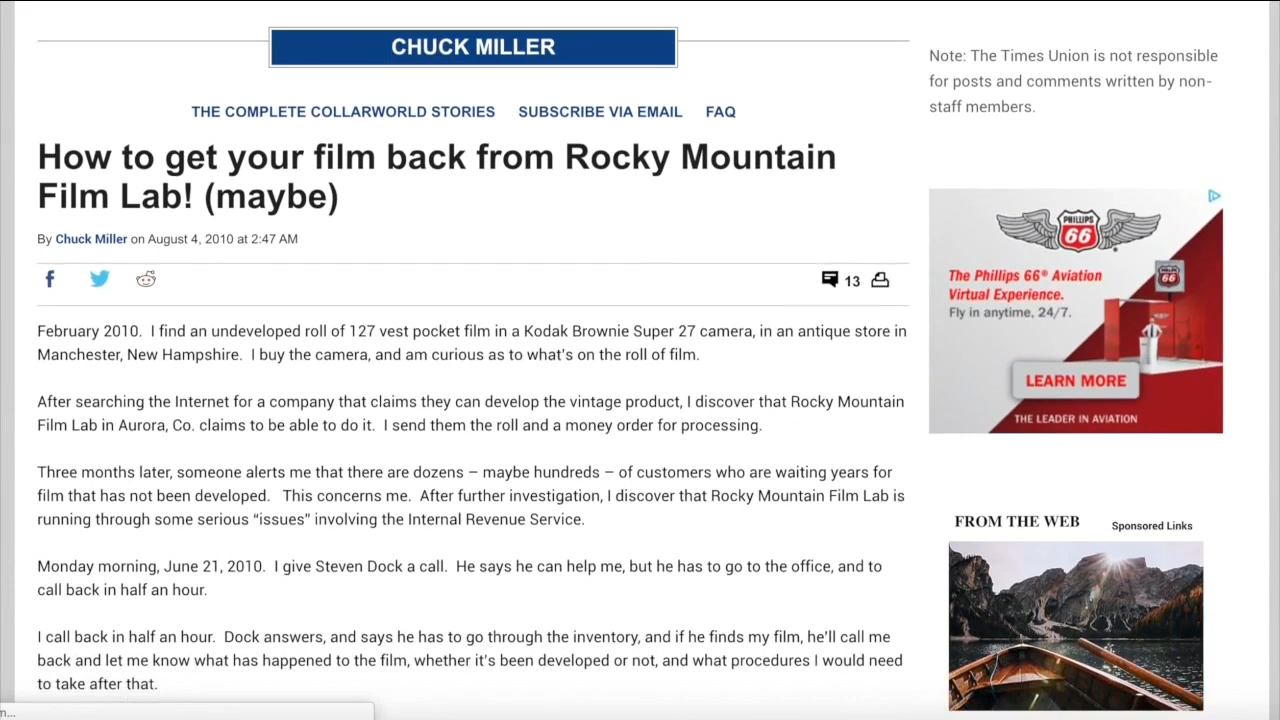 CHUCK MILLER
THE COMPLETE COLLARWORLD STORIES SUBSCRIBE VIA EMAIL FAQ
How to get your film back from Rocky Mountain
Film Lab! (maybe)
By Chuck Miller on August 4, 2010 at 2:47 AM
13
February 2010. I find an undeveloped roll of 127 vest pocket film in a Kodak Brownie Super 27 camera, in an antique store in
Manchester, New Hampshire. I buy the camera, and am curious as to what's on the roll of film.
After searching the Internet for a company that claims they can develop the vintage product, I discover that Rocky Mountain
Film Lab in Aurora, Co. claims to be able to do it. I send them the roll and a money order for processing.
Three months later, someone alerts me that there are dozens – maybe hundreds – of customers who are waiting years for
film that has not been developed. This concerns me. After further investigation, I discover that Rocky Mountain Film Lab is
running through some serious “issues” involving the Internal Revenue Service.
Monday morning, June 21, 2010. I give Steven Dock a call. He says he can help me, but he has to go to the office, and to
call back in half an hour.
I call back in half an hour. Dock answers, and says he has to go through the inventory, and if he finds my film, he'll call me
back and let me know what has happened to the film, whether it's been developed or not, and what procedures I would need
to take after that.
Note: The Times Union is not responsible
for posts and comments written by non-
staff members.
PHILLIPS
66
The Phillips 66® Aviation
Virtual Experience.
Fly in anytime, 24/7.
LEARN MORE
THE LEADER IN AVIATION
FROM THE WEB Sponsored Links